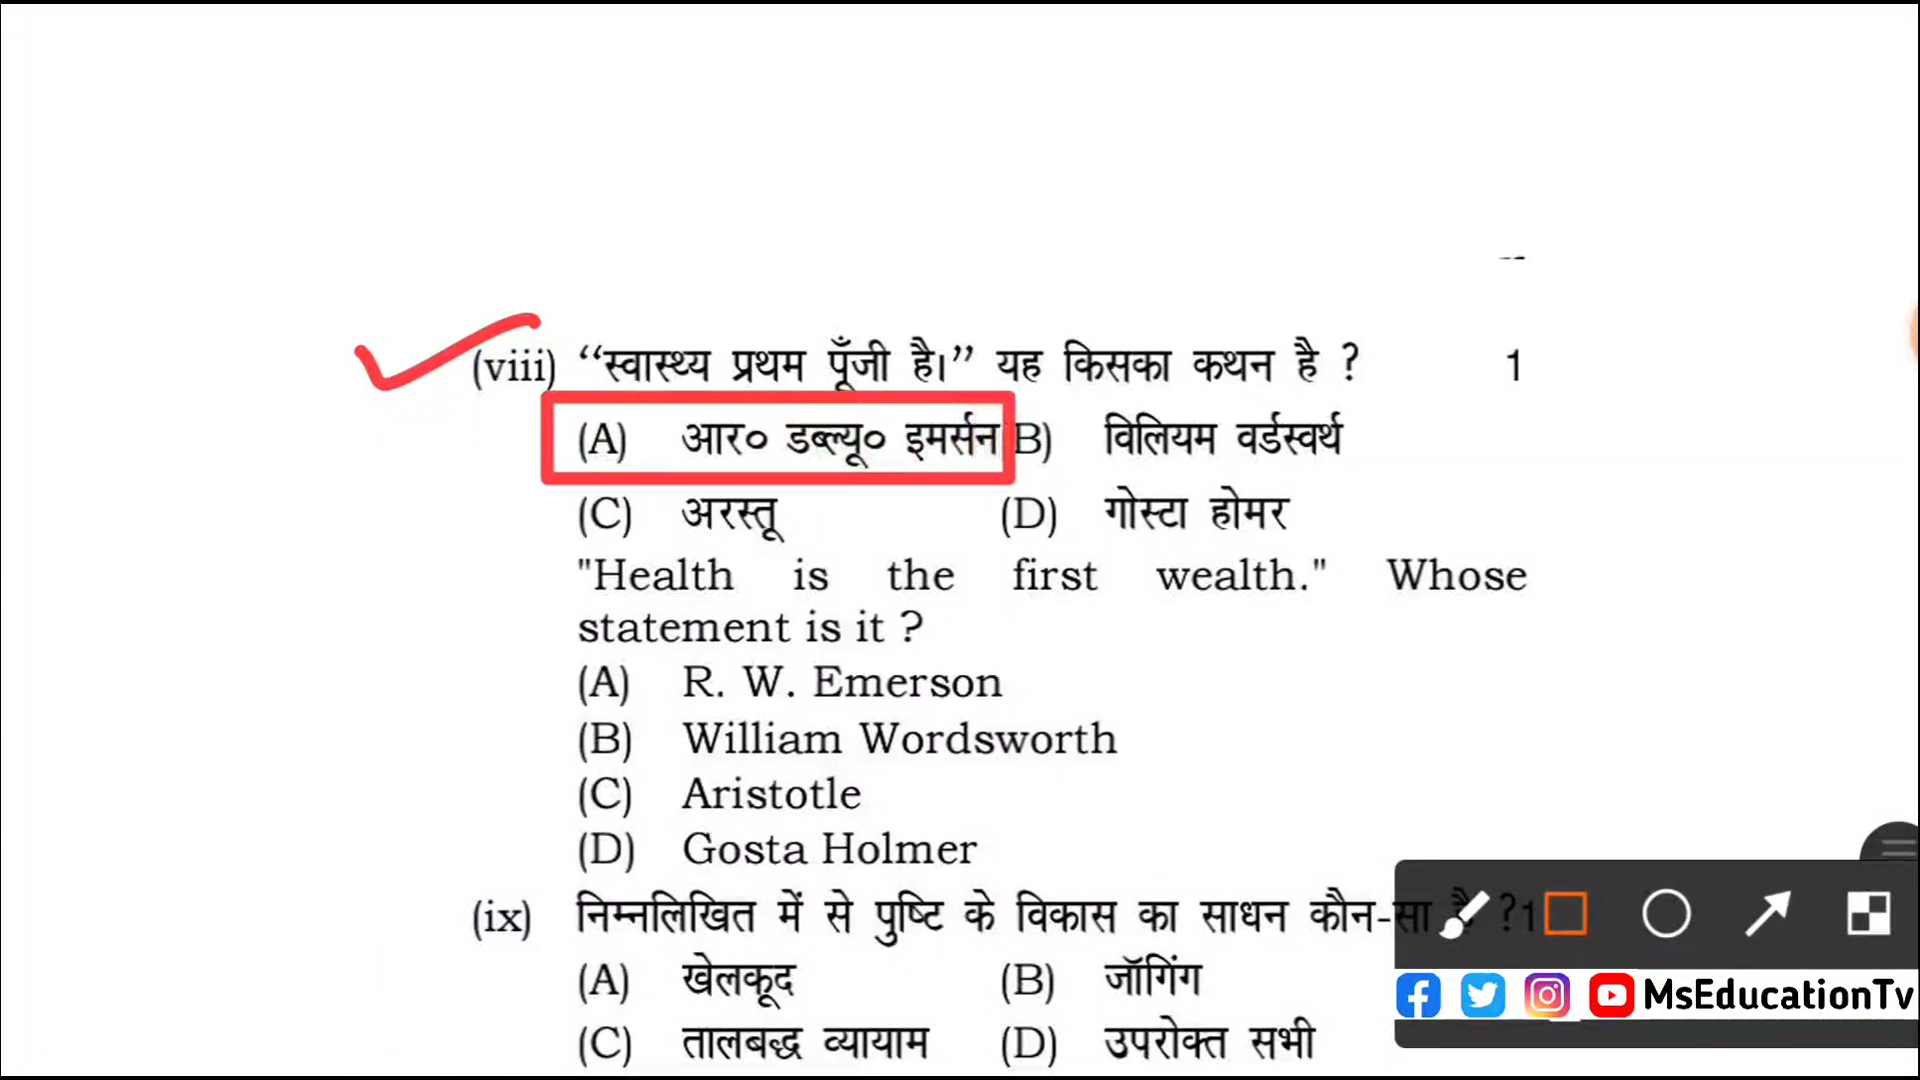 (viii) “स्वास्थ्य प्रथम पूँजी है।” यह किसका कथन है ? 1
(A) आर० डब्ल्यू० इमर्सन B) विलियम वर्डस्वर्थ
(C) अरस्तू (D) गोस्टा होमर
"Health is the first wealth." Whose
statement is it ?
(A) R. W. Emerson
(B) William Wordsworth
(C) Aristotle
(D) Gosta Holmer
(ix) निम्नलिखित में से पुष्टि के विकास का साधन कौन-सा है ? 1
(A) खेलकूद (B) जॉगिंग
(C) तालबद्ध व्यायाम (D) उपरोक्त सभी
MsEducationTv